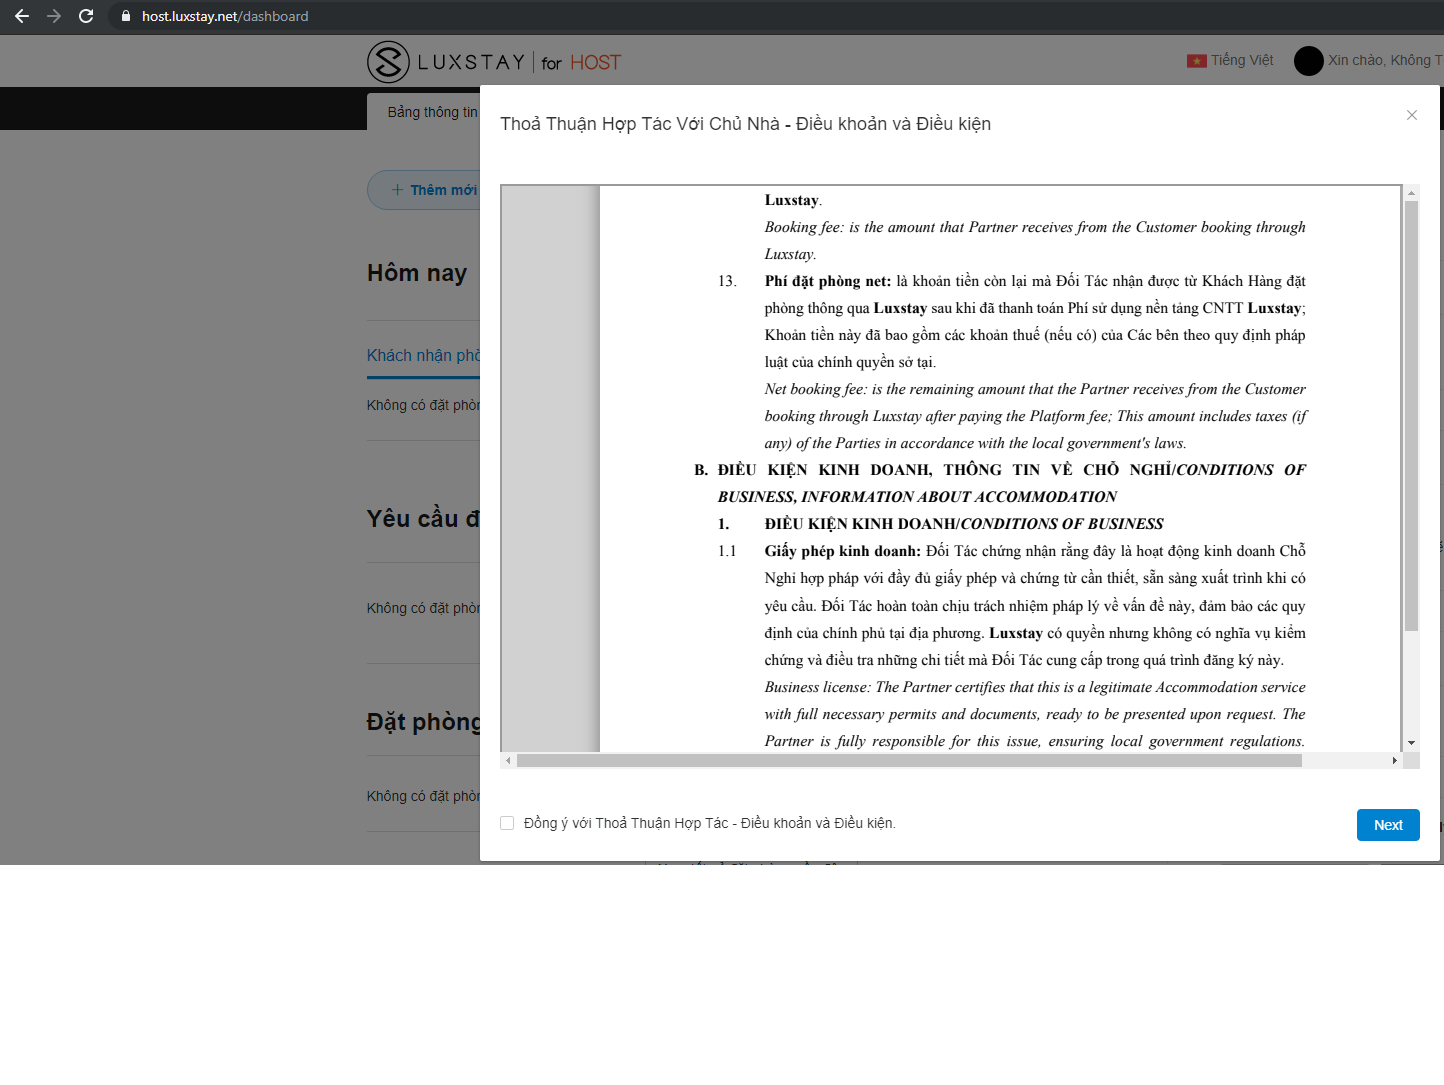 host.luxstay.net/dashboard
LUXSTAY for HOST
Tiếng Việt
Xin chào, Không T
Bảng thông tin
Thoả Thuận Hợp Tác Với Chủ Nhà - Điều khoản và Điều kiện
Thêm mới
Hôm nay
Khách nhận phò
Không có đặt phòn
Yêu cầu đ
Không có đặt phòn
Đặt phòng
Không có đặt phòn
Luxstay.
Booking fee: is the amount that Partner receives from the Customer booking through
Luxstay.
13. Phí đặt phòng net: là khoản tiền còn lại mà Đối Tác nhận được từ Khách Hàng đặt
phòng thông qua Luxstay sau khi đã thanh toán Phí sử dụng nền tảng CNTT Luxstay;
Khoản tiền này đã bao gồm các khoản thuế (nếu có) của Các bên theo quy định pháp
luật của chính quyền sở tại.
Net booking fee: is the remaining amount that the Partner receives from the Customer
booking through Luxstay after paying the Platform fee; This amount includes taxes (if
any) of the Parties in accordance with the local government's laws.
B. ĐIỀU KIỆN KINH DOANH, THÔNG TIN VỀ CHỖ NGHỈ/CONDITIONS OF
BUSINESS, INFORMATION ABOUT ACCOMMODATION
1. ĐIỀU KIỆN KINH DOANH/CONDITIONS OF BUSINESS
1.1 Giấy phép kinh doanh: Đối Tác chứng nhận rằng đây là hoạt động kinh doanh Chỗ
Nghỉ hợp pháp với đầy đủ giấy phép và chứng từ cần thiết, sẵn sàng xuất trình khi có
yêu cầu. Đối Tác hoàn toàn chịu trách nhiệm pháp lý về vấn đề này, đảm bảo các quy
định của chính phủ tại địa phương. Luxstay có quyền nhưng không có nghĩa vụ kiểm
chứng và điều tra những chi tiết mà Đối Tác cung cấp trong quá trình đăng ký này.
Business license: The Partner certifies that this is a legitimate Accommodation service
with full necessary permits and documents, ready to be presented upon request. The
Partner is fully responsible for this issue, ensuring local government regulations.
Đồng ý với Thoả Thuận Hợp Tác - Điều khoản và Điều kiện.
Next